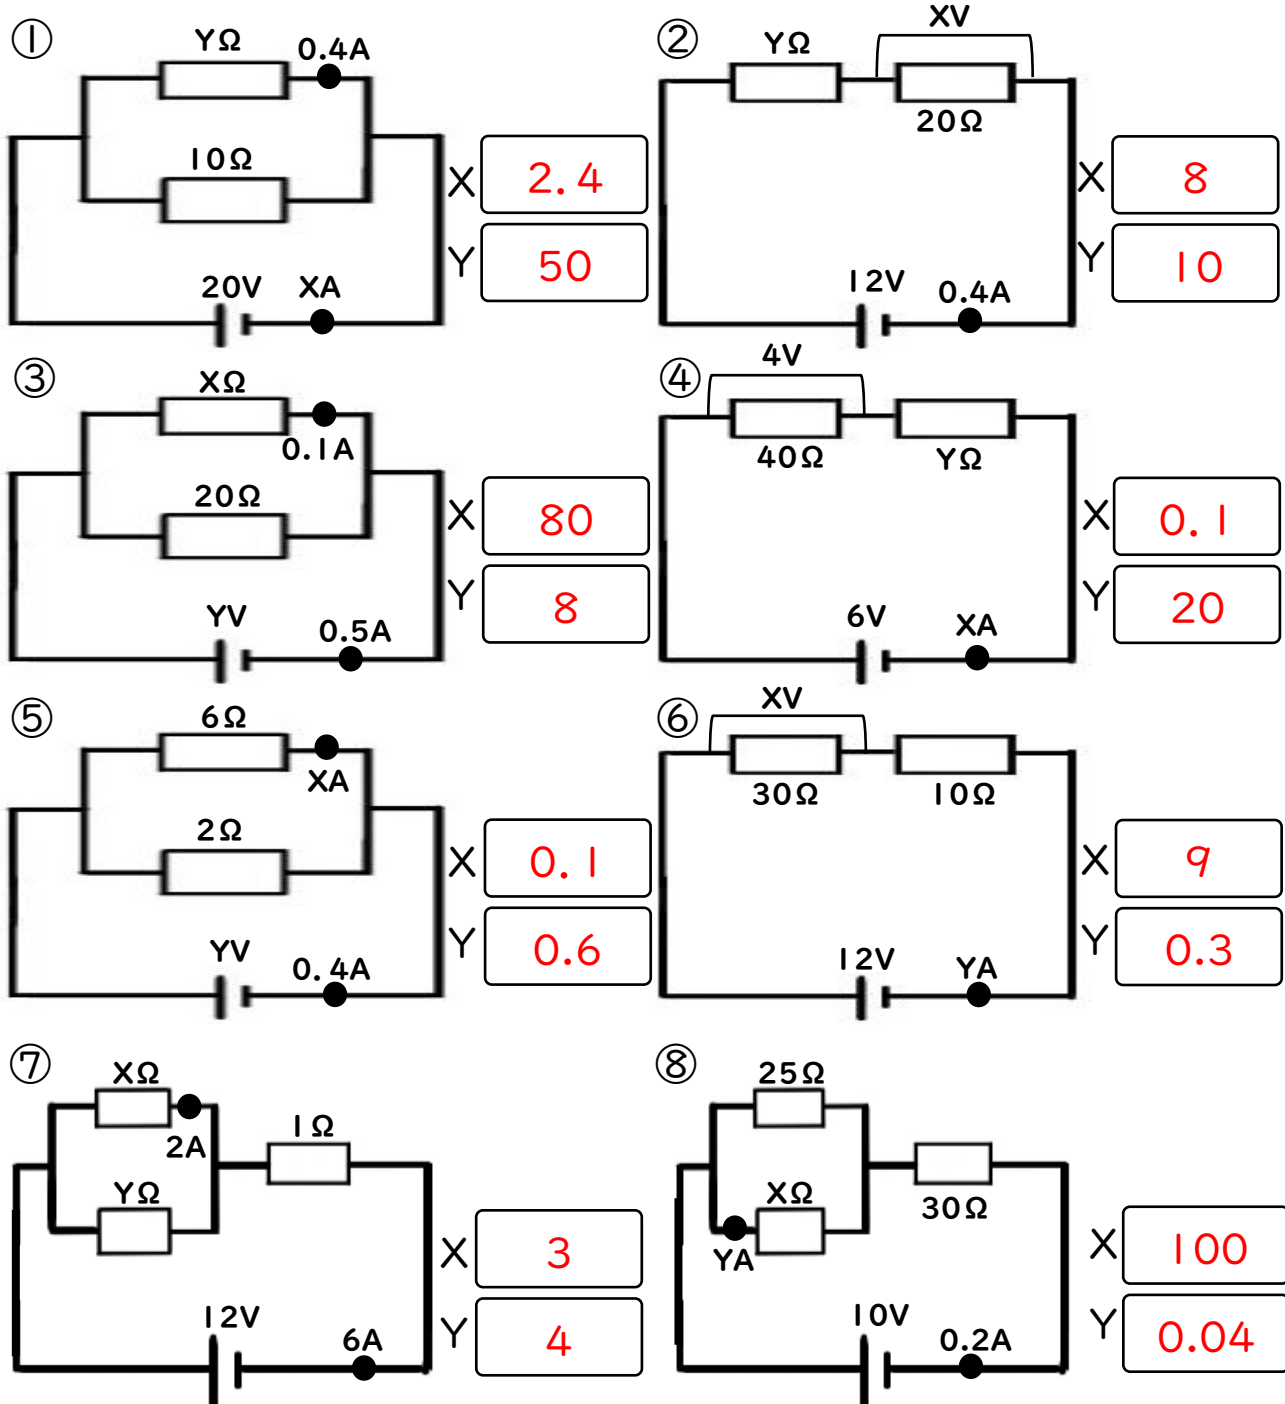 ①
YΩ
0.4A
10Ω
20V
XA
X 2.4
Y 50
②
XV
YΩ
20Ω
12V
0.4A
X 8
Y 10
③
XΩ
0.1A
20Ω
YV
0.5A
X 80
Y 8
④
4V
40Ω
YΩ
6V
XA
X 0.1
Y 20
⑤
6Ω
XA
2Ω
YV
0.4A
X 0.1
Y 0.6
⑥
XV
30Ω
10Ω
12V
YA
X 9
Y 0.3
⑦
XΩ
2A
1Ω
YΩ
12V
6A
X 3
Y 4
⑧
25Ω
XΩ
YA
30Ω
10V
0.2A
X 100
Y 0.04